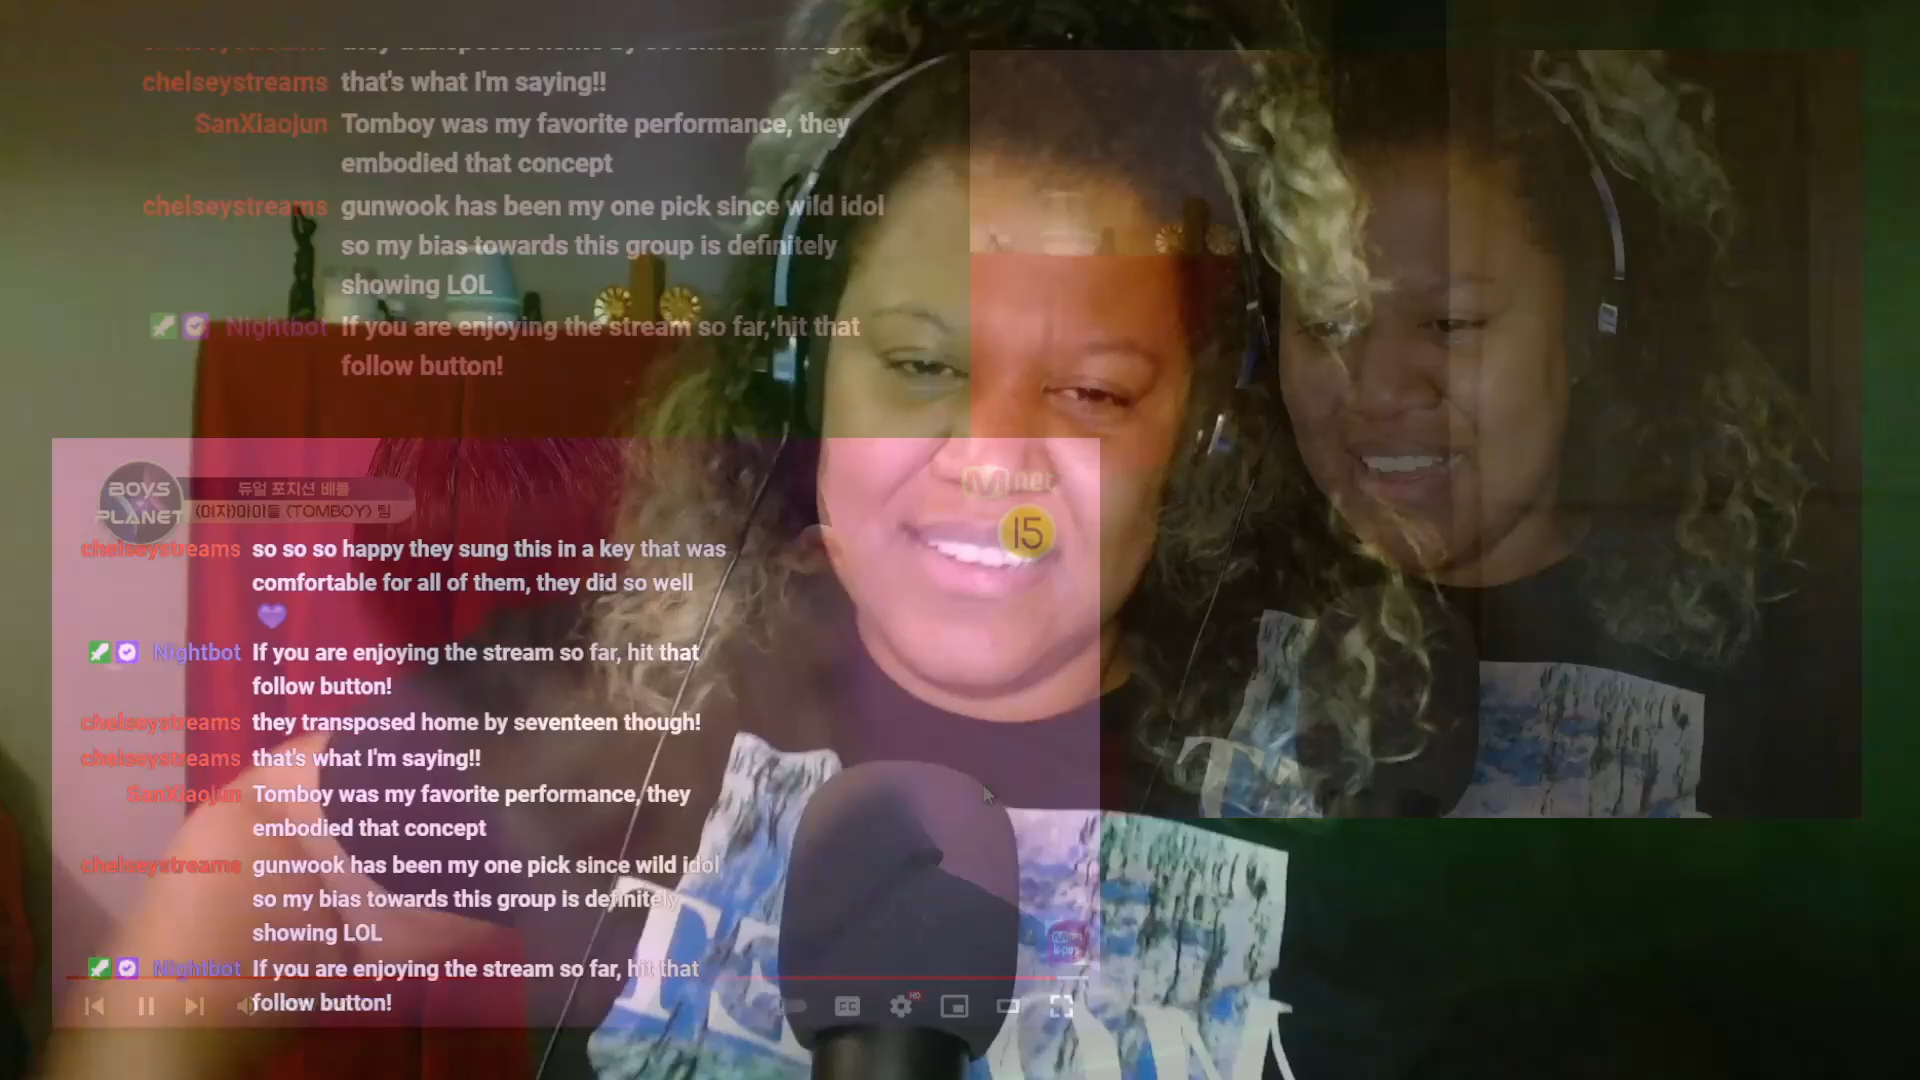 chelseystreams that's what I'm saying!!
SanXiaojun Tomboy was my favorite performance, they
embodied that concept
chelseystreams gunwook has been my one pick since wild idol
so my bias towards this group is definitely
showing LOL
Nightbot If you are enjoying the stream so far, hit that
follow button!
BOYS
PLANET
듀얼 포지션 배틀
(여자)아이들 <TOMBOY> 팀
Mnet
15
chelseystreams so so so happy they sung this in a key that was
comfortable for all of them, they did so well
Nightbot If you are enjoying the stream so far, hit that
follow button!
chelseystreams they transposed home by seventeen though!
chelseystreams that's what I'm saying!!
SanXiaojun Tomboy was my favorite performance, they
embodied that concept
chelseystreams gunwook has been my one pick since wild idol
so my bias towards this group is definitely
showing LOL
Nightbot If you are enjoying the stream so far, hit that
follow button!
Mnet
K-POP
CC
HD